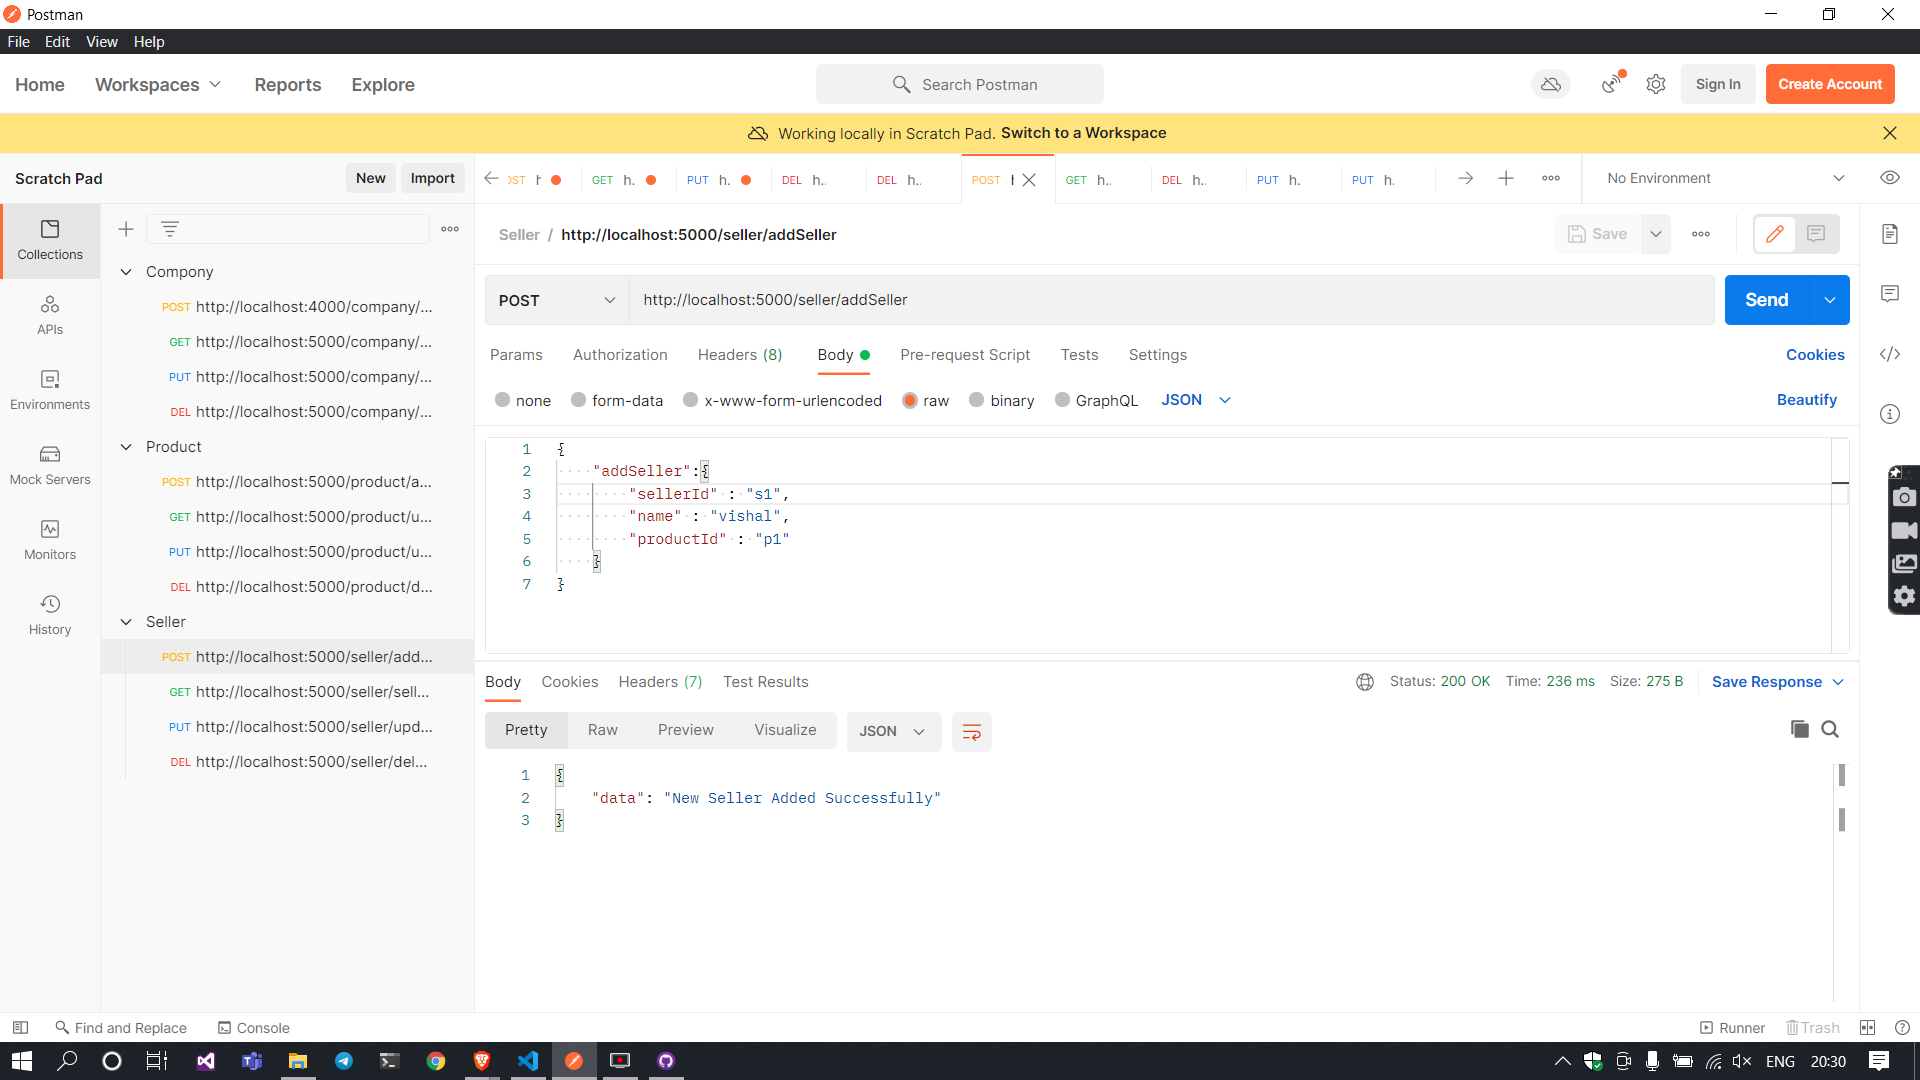 Postman
File Edit View Help
Home Workspaces Reports Explore Search Postman Sign In Create Account
Working locally in Scratch Pad. Switch to a Workspace
Scratch Pad New Import OST h GET h. PUT h. DEL h.. DEL h.. POST GET h.. DEL h.. PUT h. PUT h. No Environment
Collections
APIs
Environments
Mock Servers
Monitors
History
Compony
POST http://localhost:4000/company/...
GET http://localhost:5000/company/...
PUT http://localhost:5000/company/...
DEL http://localhost:5000/company/...
Product
POST http://localhost:5000/product/a...
GET http://localhost:5000/product/u...
PUT http://localhost:5000/product/u...
DEL http://localhost:5000/product/d...
Seller
POST http://localhost:5000/seller/add...
GET http://localhost:5000/seller/sell...
PUT http://localhost:5000/seller/upd...
DEL http://localhost:5000/seller/del...
Seller / http://localhost:5000/seller/addSeller Save
POST http://localhost:5000/seller/addSeller Send
Params Authorization Headers (8) Body Pre-request Script Tests Settings Cookies
none form-data x-www-form-urlencoded raw binary GraphQL JSON Beautify
1 {
2 "addSeller":{
3 "sellerId" : "s1",
4 "name" : "vishal",
5 "productId" : "p1"
6 }
7 }
Body Cookies Headers (7) Test Results Status: 200 OK Time: 236 ms Size: 275 B Save Response
Pretty Raw Preview Visualize JSON
1 {
2 "data": "New Seller Added Successfully"
3 }
Find and Replace Console Runner Trash
ENG 20:30